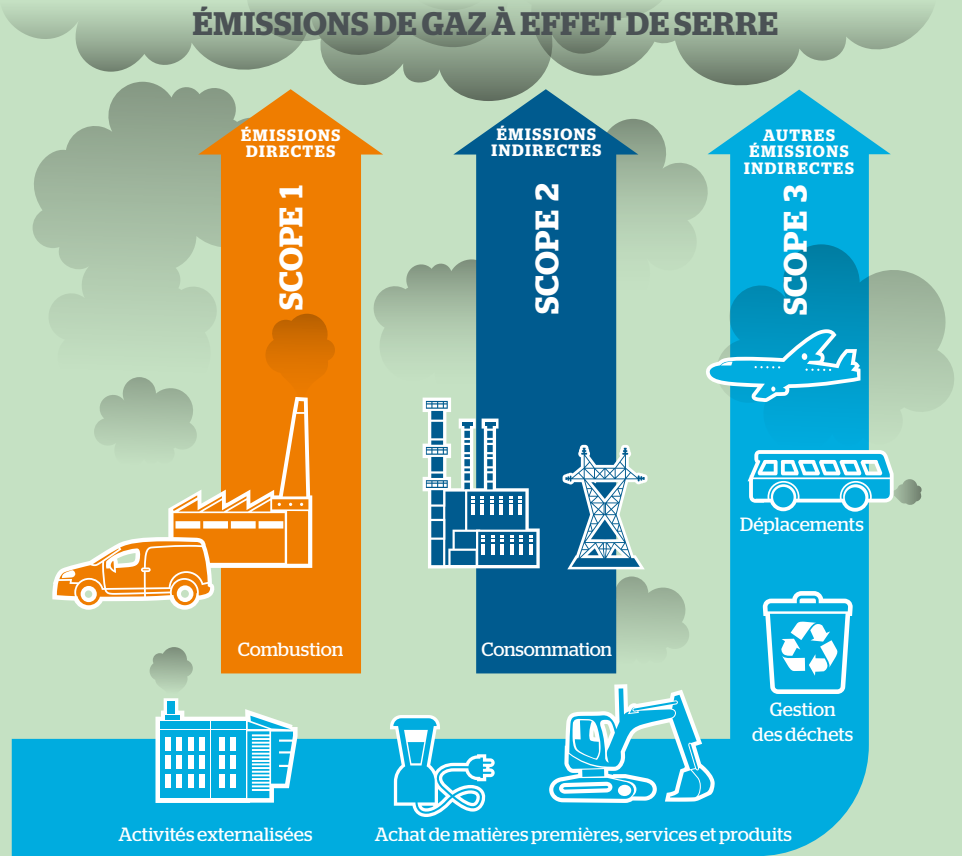 ÉMISSIONS DE GAZ À EFFET DE SERRE
ÉMISSIONS
DIRECTES
SCOPE 1
Combustion
ÉMISSIONS
INDIRECTES
SCOPE 2
Consommation
AUTRES
ÉMISSIONS
INDIRECTES
SCOPE 3
Déplacements
Gestion
des déchets
Activités externalisées
Achat de matières premières, services et produits